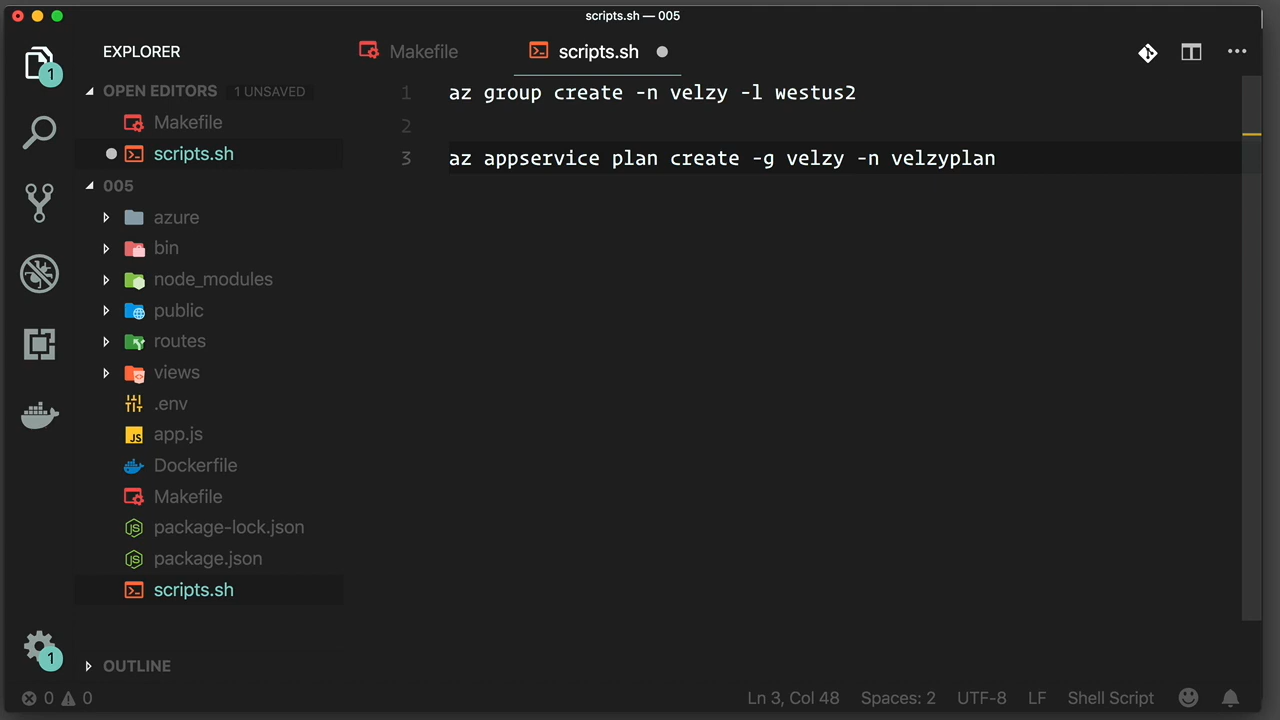 scripts.sh — 005
EXPLORER
Makefile
scripts.sh
1
OPEN EDITORS 1 UNSAVED
Makefile
scripts.sh
005
azure
bin
node_modules
public
routes
views
.env
app.js
Dockerfile
Makefile
package-lock.json
package.json
scripts.sh
1 az group create -n velzy -l westus2
2
3 az appservice plan create -g velzy -n velzyplan
1
OUTLINE
0 0
Ln 3, Col 48 Spaces: 2 UTF-8 LF Shell Script